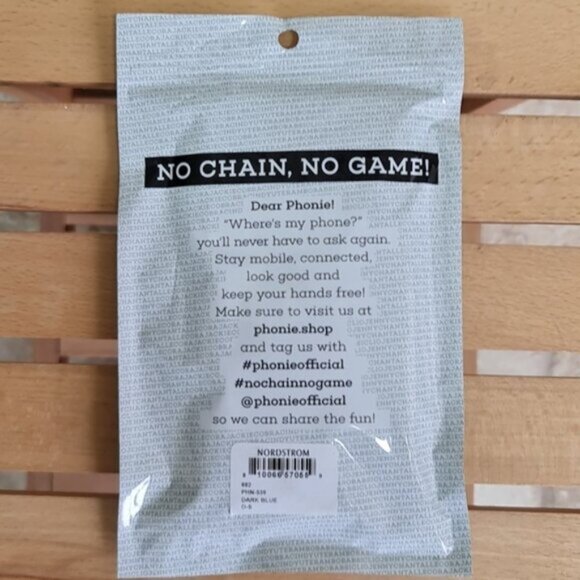 NO CHAIN, NO GAME!
Dear Phonie!
"Where's my phone?"
you'll never have to ask again.
Stay mobile, connected,
look good and
keep your hands free!
Make sure to visit us at
phonie.shop
and tag us with
#phonieofficial
#nochainnogame
@phonieofficial
so we can share the fun!
NORDSTROM
DARK BLUE